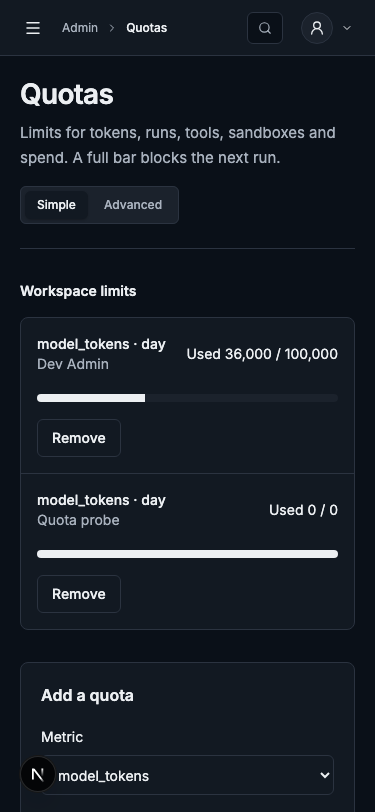 Admin > Quotas
Quotas
Limits for tokens, runs, tools, sandboxes and
spend. A full bar blocks the next run.
Simple Advanced
Workspace limits
model_tokens · day
Used 36,000 / 100,000
Dev Admin
Remove
model_tokens · day
Used 0 / 0
Quota probe
Remove
Add a quota
Metric
N
model_tokens